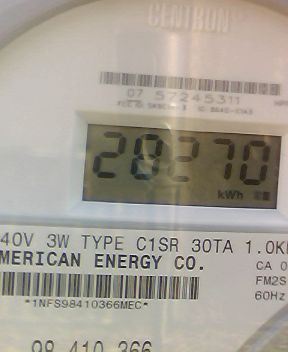 CENTRON
07 57245311
28270
kWh
40V 3W TYPE C1SR 30TA 1.0K
MERICAN ENERGY CO.
CA 0
FM2S
60Hz
*1NFS98410366MEC*
98 410 366